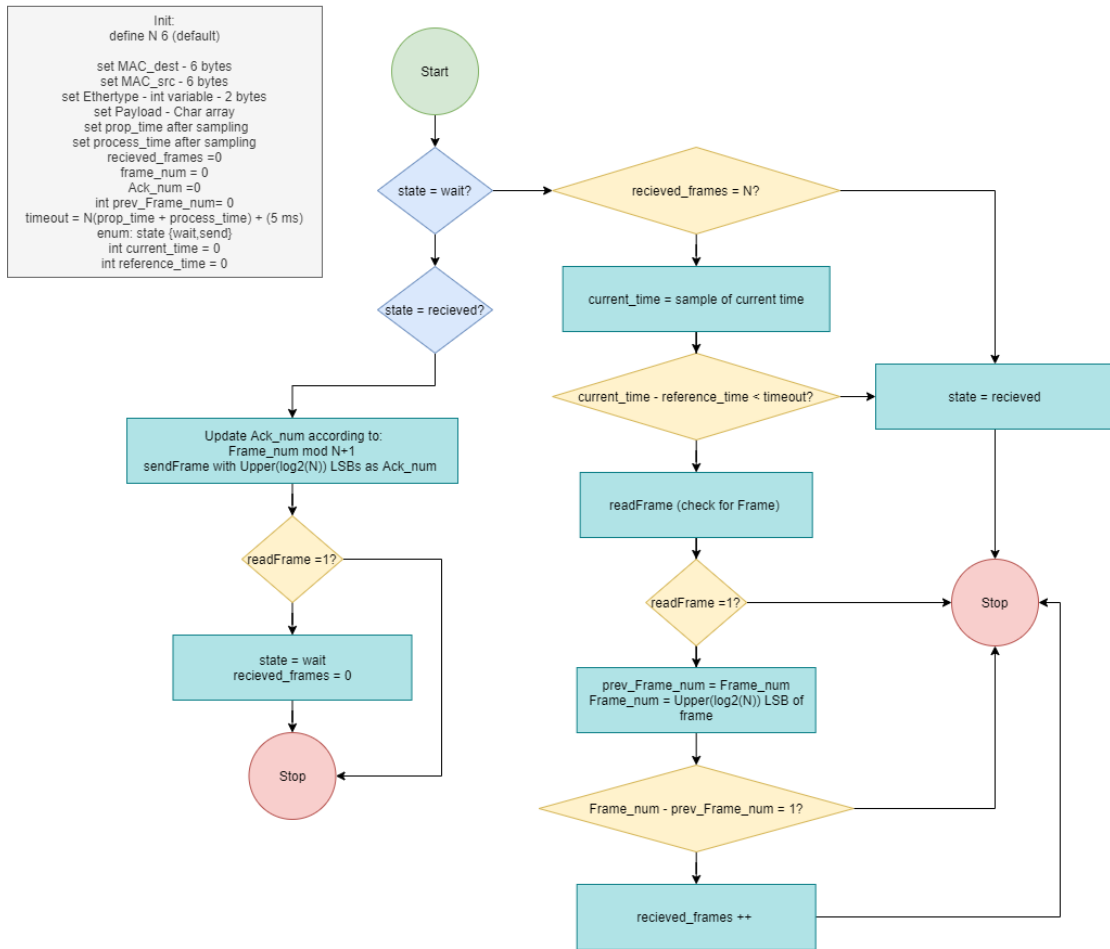 Init:
define N 6 (default)
set MAC_dest - 6 bytes
set MAC_src - 6 bytes
set Ethertype - int variable - 2 bytes
set Payload - Char array
set prop_time after sampling
set process_time after sampling
recieved_frames =0
frame_num = 0
Ack_num =0
int prev_Frame_num= 0
timeout = N(prop_time + process_time) + (5 ms)
enum: state {wait,send}
int current_time = 0
int reference_time = 0
Start
state = wait?
recieved_frames = N?
state = recieved?
current_time = sample of current time
current_time - reference_time < timeout?
state = recieved
Update Ack_num according to:
Frame_num mod N+1
sendFrame with Upper(log2(N)) LSBs as Ack_num
readFrame (check for Frame)
readFrame =1?
readFrame =1?
Stop
state = wait
recieved_frames = 0
prev_Frame_num = Frame_num
Frame_num = Upper(log2(N)) LSB of
frame
Stop
Frame_num - prev_Frame_num = 1?
recieved_frames ++